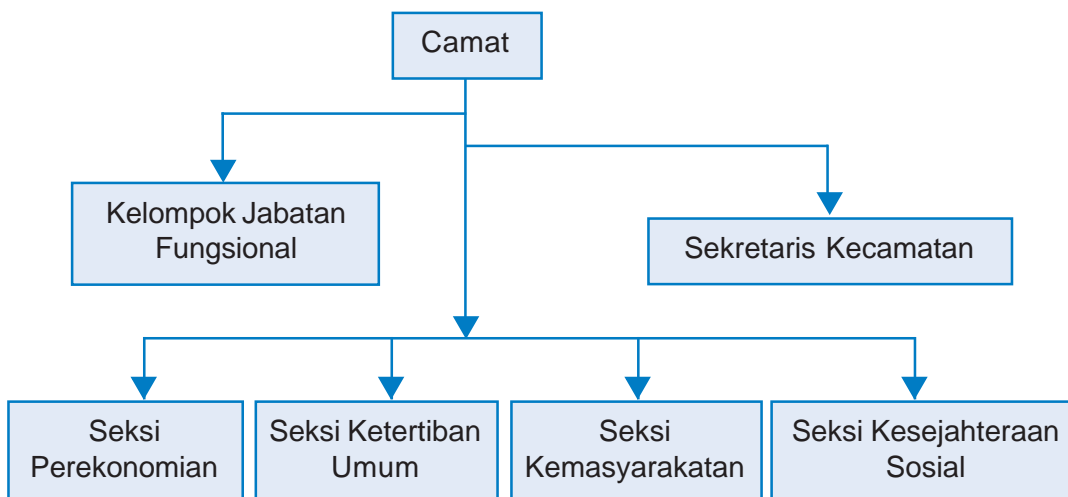 Camat
Kelompok Jabatan
Fungsional
Sekretaris Kecamatan
Seksi
Perekonomian
Seksi Ketertiban
Umum
Seksi
Kemasyarakatan
Seksi Kesejahteraan
Sosial